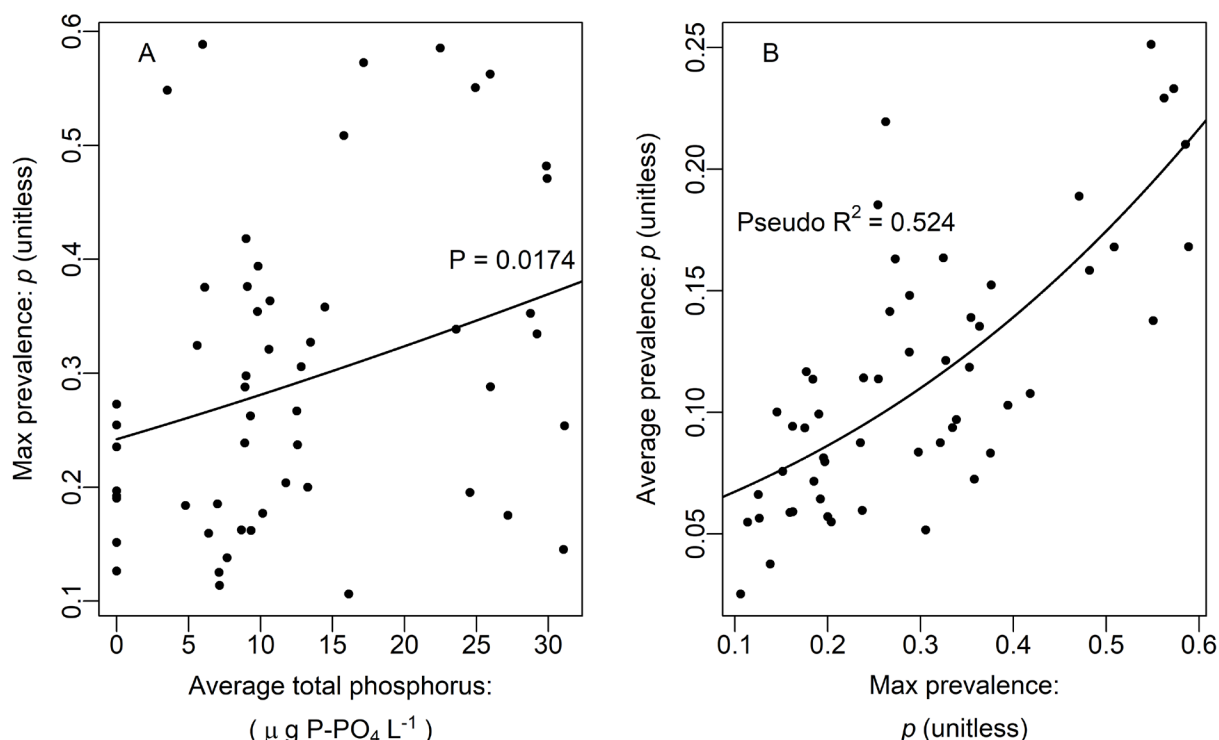 A
Max prevalence: p (unitless)
0.6
0.5
0.4
0.3
0.2
0.1
P = 0.0174
0 5 10 15 20 25 30
Average total phosphorus:
( μ g P-PO₄ L⁻¹ )
B
Average prevalence: p (unitless)
0.25
0.20
0.15
0.10
0.05
Pseudo R² = 0.524
0.1 0.2 0.3 0.4 0.5 0.6
Max prevalence:
p (unitless)